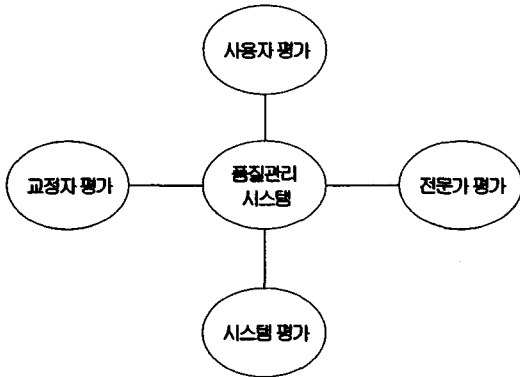 사용자 평가
교정자 평가
품질관리
시스템
전문가 평가
시스템 평가